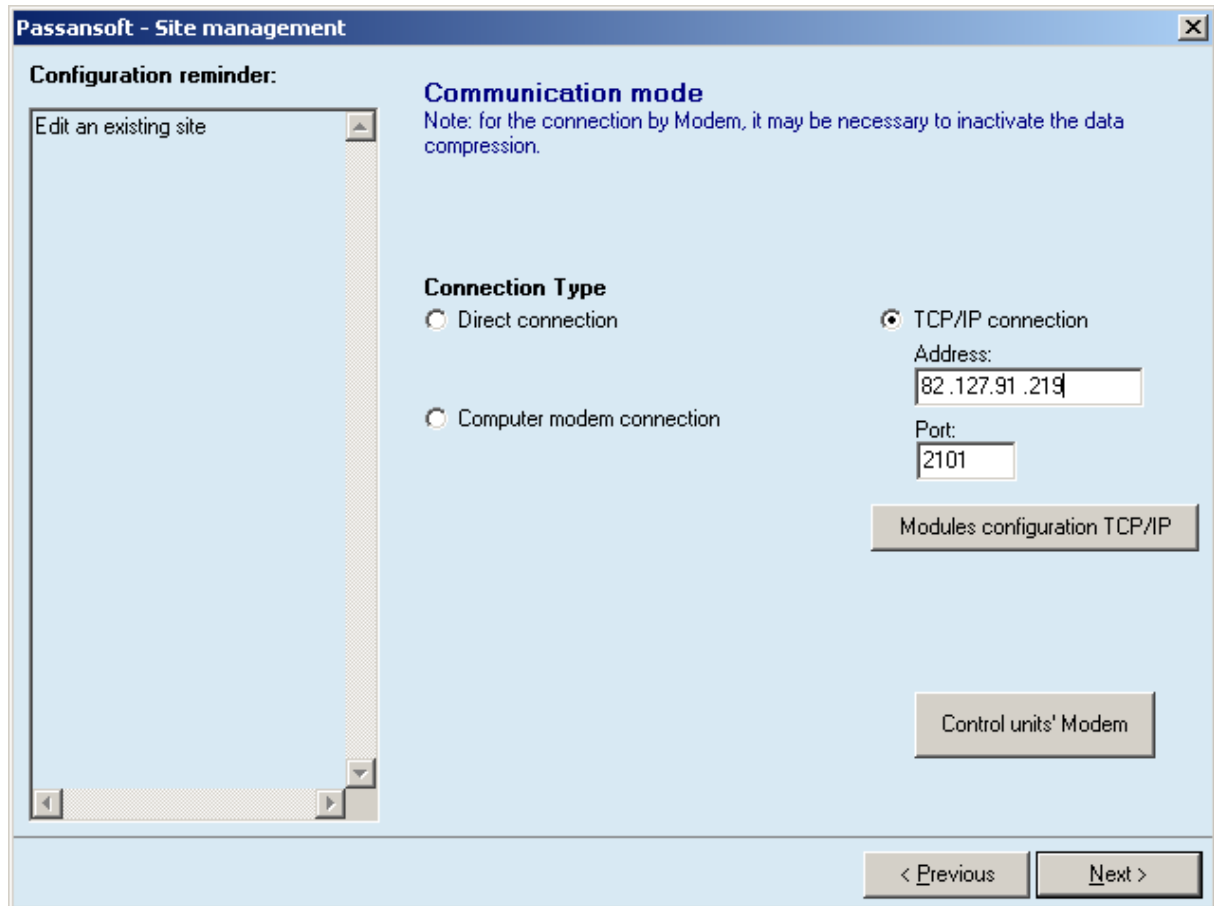 Passansoft - Site management
Configuration reminder:
Edit an existing site
Communication mode
Note: for the connection by Modem, it may be necessary to inactivate the data
compression.
Connection Type
Direct connection
TCP/IP connection
Address:
82 .127.91 .219
Computer modem connection
Port:
2101
Modules configuration TCP/IP
Control units' Modem
< Previous
Next >